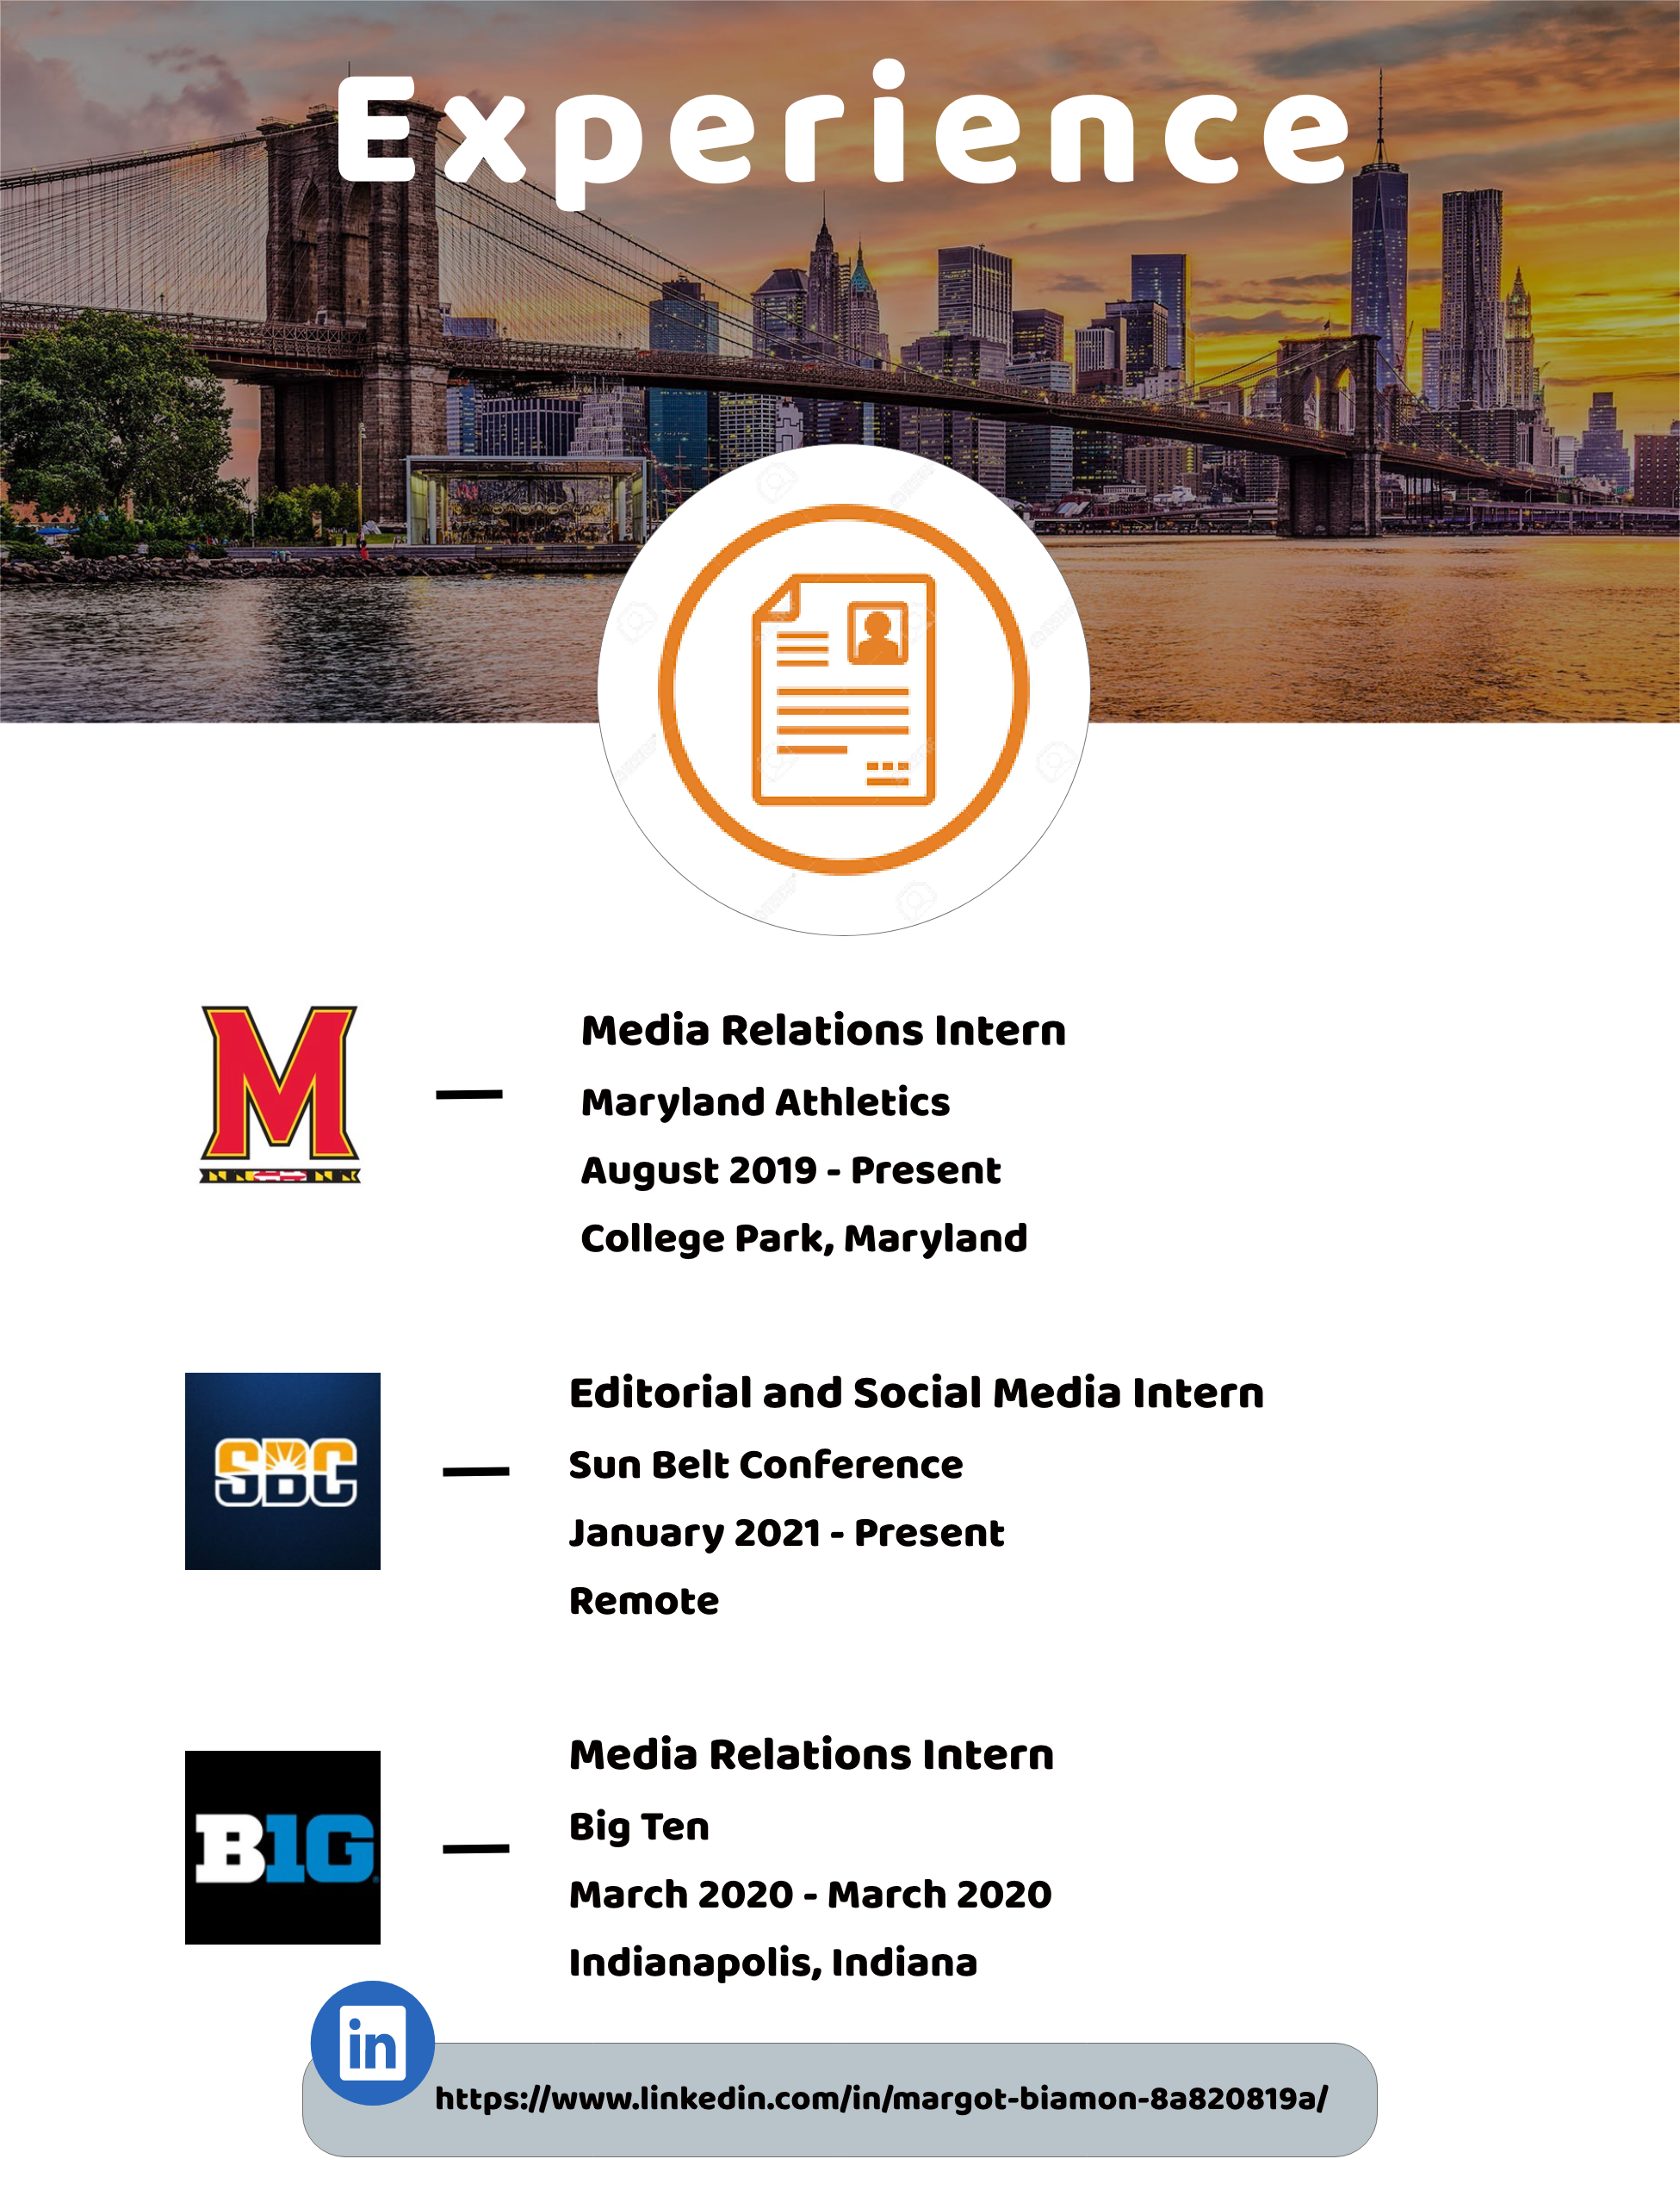 Experience
M
Media Relations Intern
Maryland Athletics
August 2019 - Present
College Park, Maryland
SBC
Editorial and Social Media Intern
Sun Belt Conference
January 2021 - Present
Remote
B1G
Media Relations Intern
Big Ten
March 2020 - March 2020
Indianapolis, Indiana
in
https://www.linkedin.com/in/margot-biamon-8a820819a/